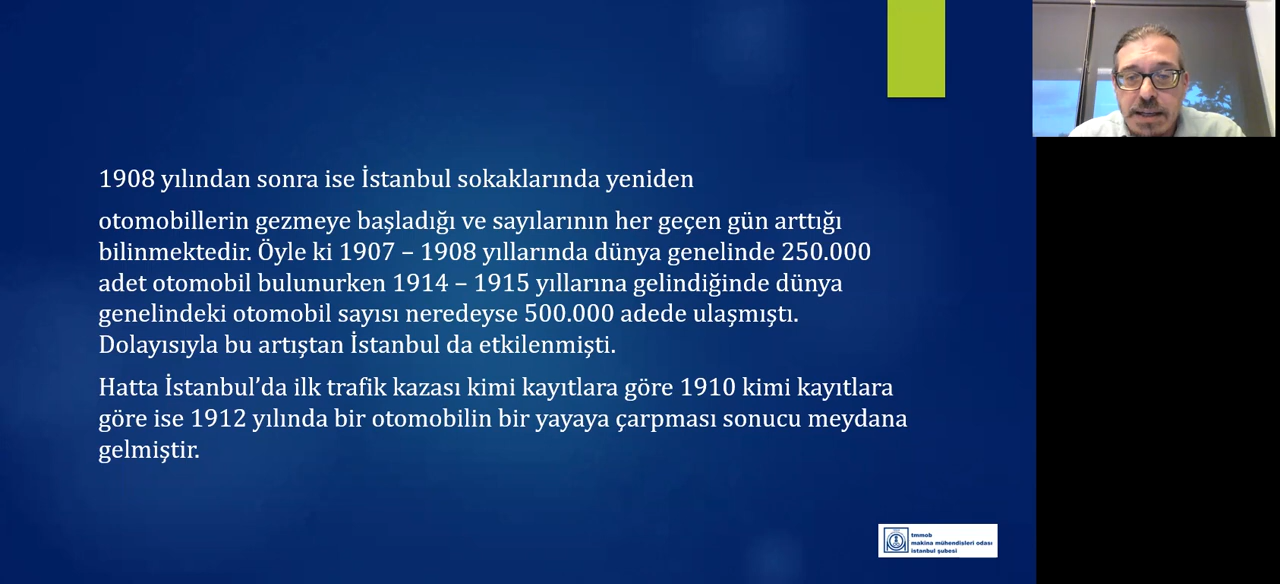 1908 yılından sonra ise İstanbul sokaklarında yeniden
otomobillerin gezmeye başladığı ve sayılarının her geçen gün arttığı
bilinmektedir. Öyle ki 1907 – 1908 yıllarında dünya genelinde 250.000
adet otomobil bulunurken 1914 – 1915 yıllarına gelindiğinde dünya
genelindeki otomobil sayısı neredeyse 500.000 adede ulaşmıştı.
Dolayısıyla bu artıştan İstanbul da etkilenmişti.
Hatta İstanbul’da ilk trafik kazası kimi kayıtlara göre 1910 kimi kayıtlara
göre ise 1912 yılında bir otomobilin bir yayaya çarpması sonucu meydana
gelmiştir.
tmmob
makina mühendisleri odası
istanbul şubesi